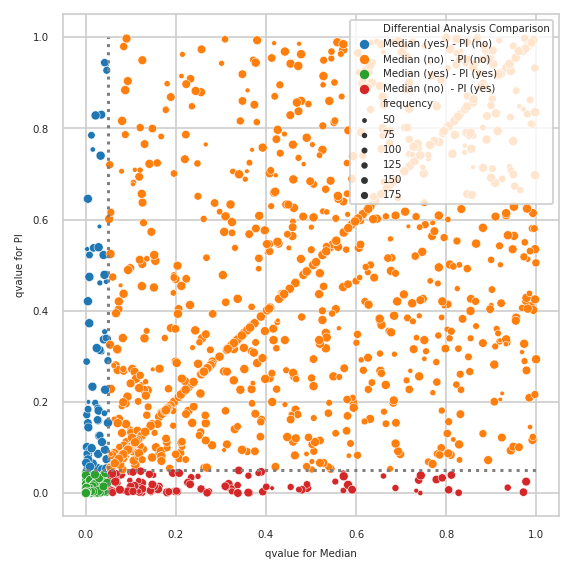 Differential Analysis Comparison
Median (yes) - PI (no)
Median (no)  - PI (no)
Median (yes) - PI (yes)
Median (no)  - PI (yes)
frequency
50
75
100
125
150
175
qvalue for PI
1.0
0.8
0.6
0.4
0.2
0.0
0.0 0.2 0.4 0.6 0.8 1.0
qvalue for Median